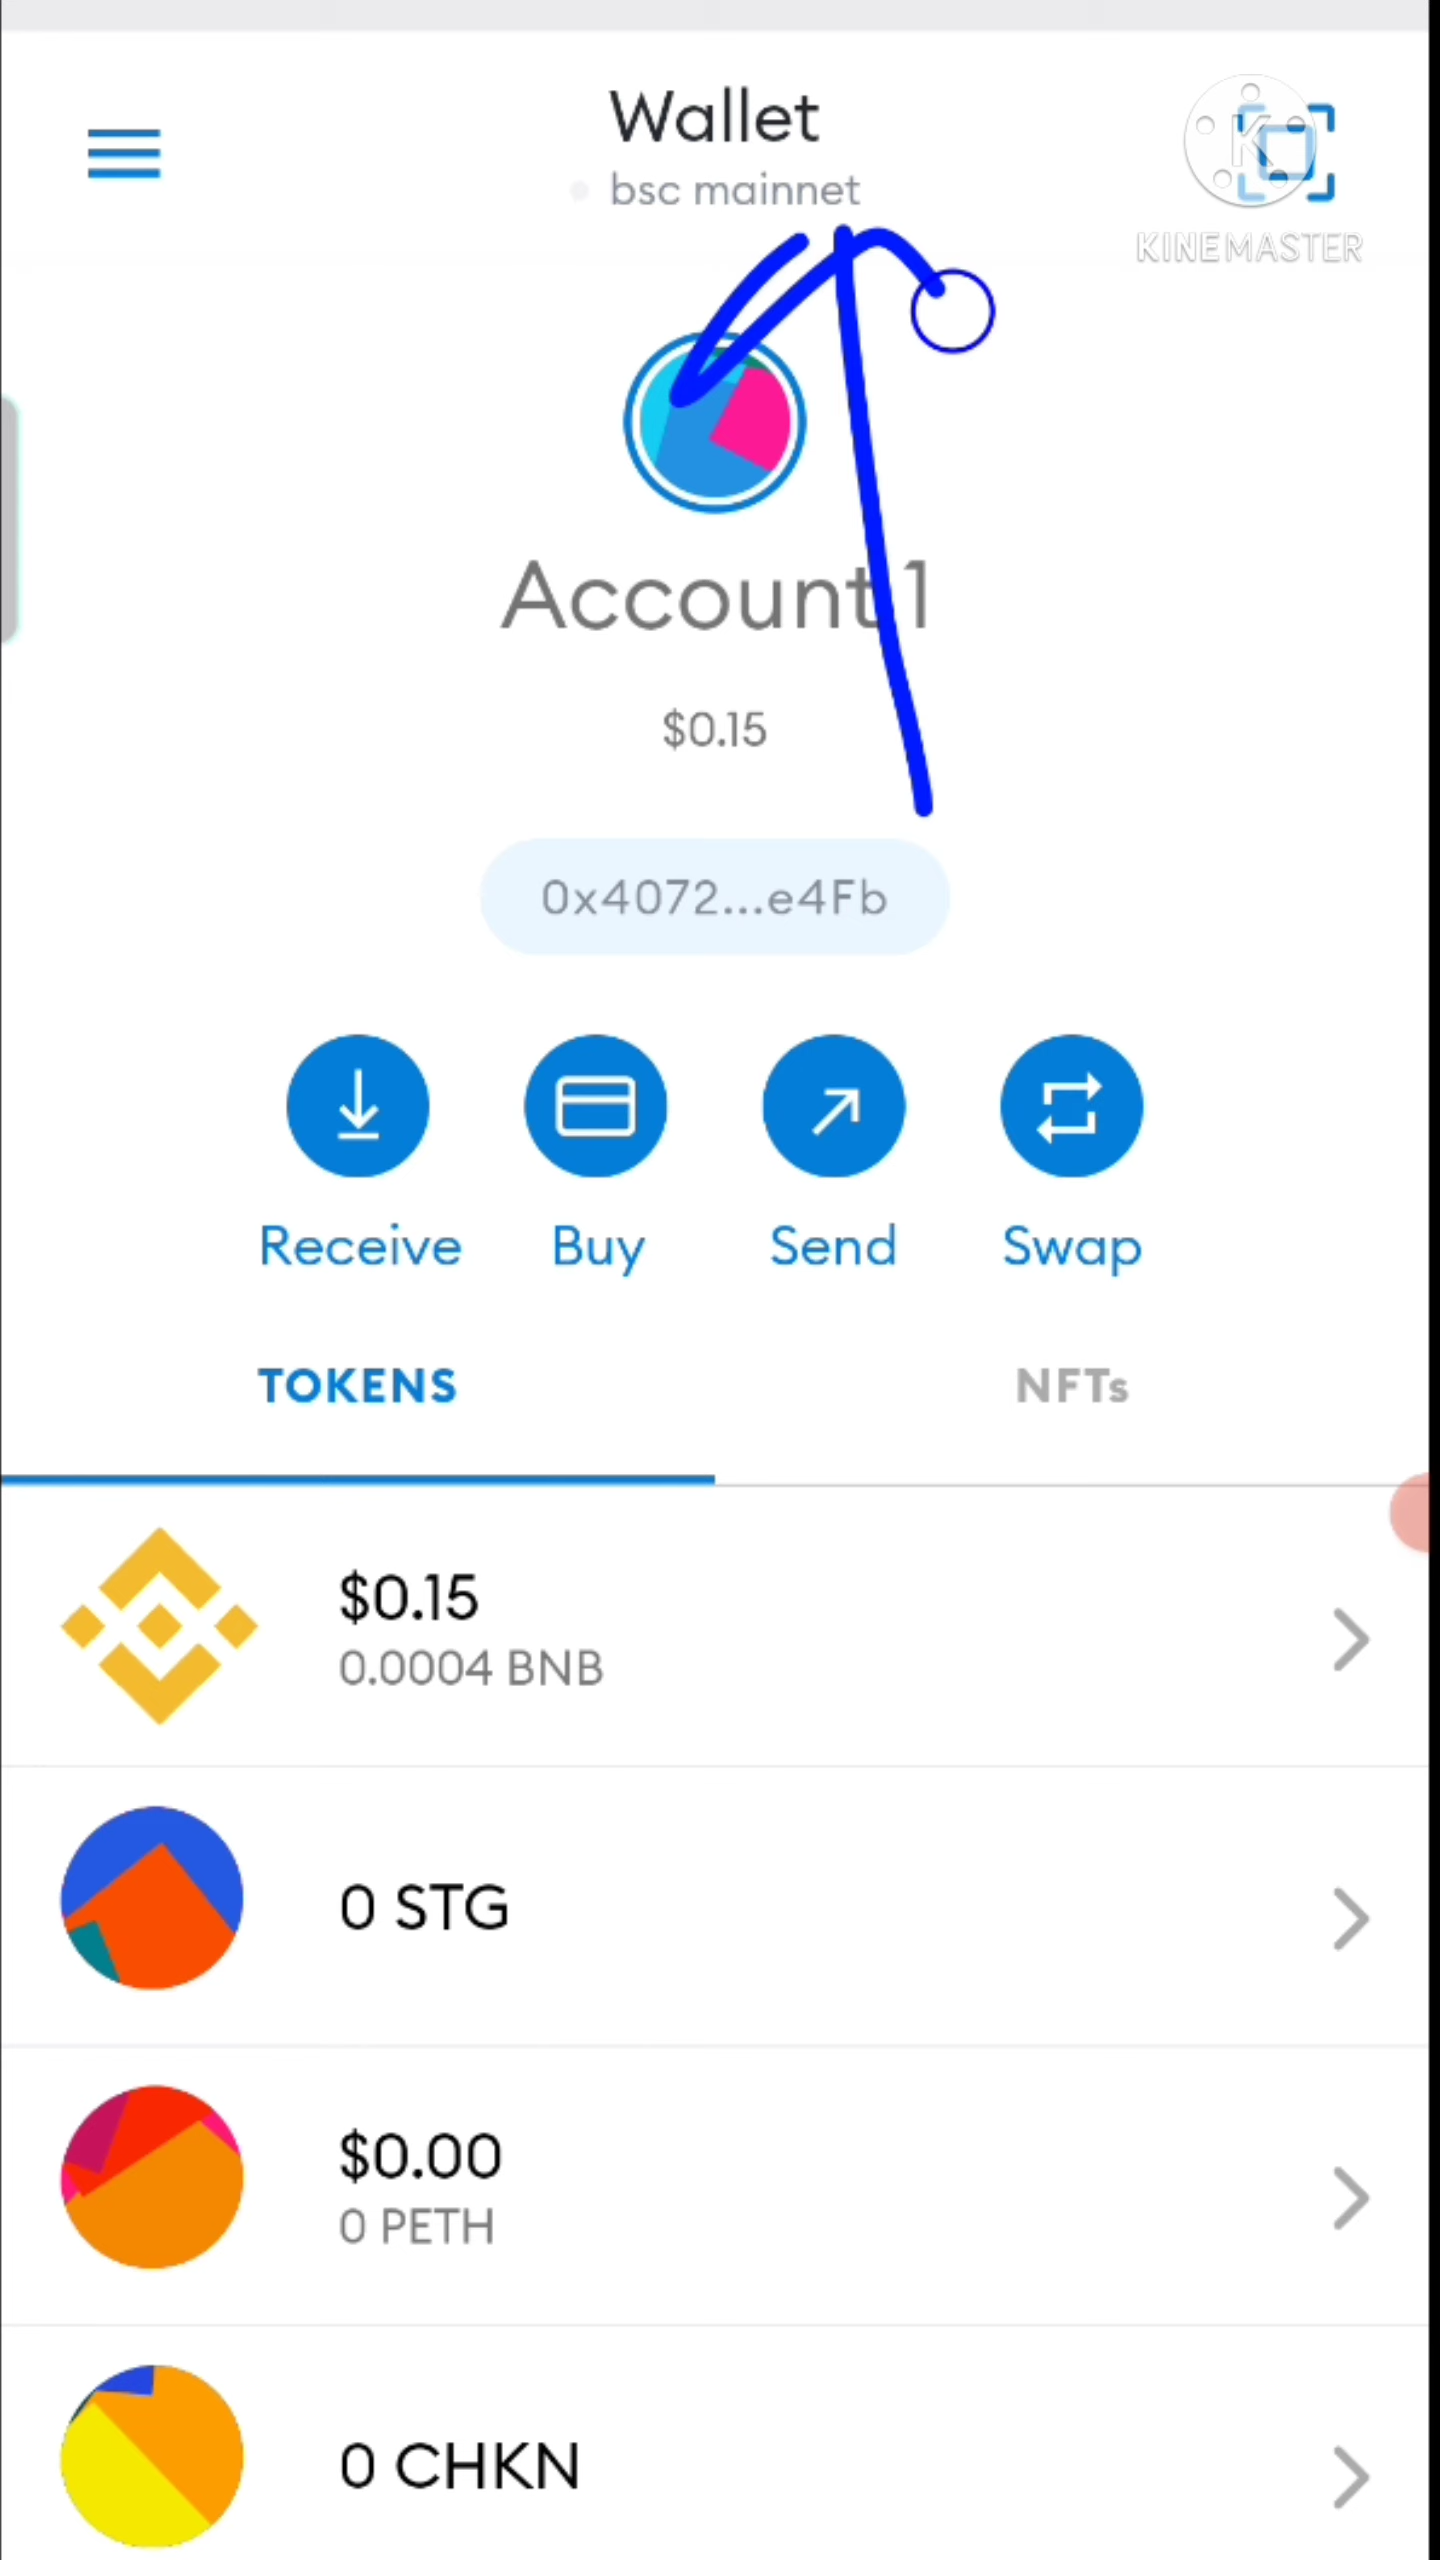 Wallet
bsc mainnet
KINEMASTER
Account 1
$0.15
0x4072...e4Fb
Receive
Buy
Send
Swap
TOKENS
NFTs
$0.15
0.0004 BNB
0 STG
$0.00
0 PETH
0 CHKN